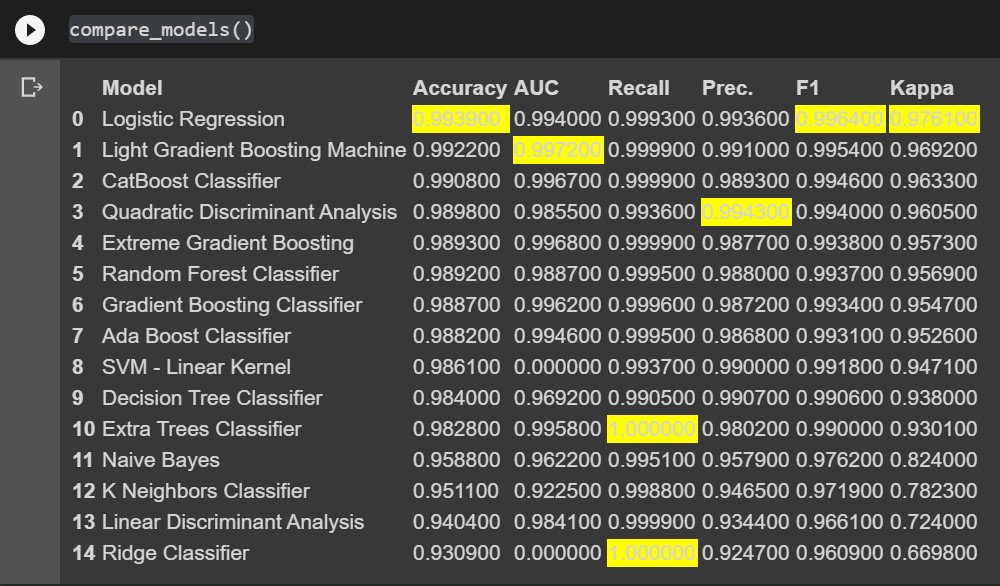 compare_models()
Model Accuracy AUC Recall Prec. F1 Kappa
0 Logistic Regression 0.993900 0.994000 0.999300 0.993600 0.996400 0.976100
1 Light Gradient Boosting Machine 0.992200 0.997200 0.999900 0.991000 0.995400 0.969200
2 CatBoost Classifier 0.990800 0.996700 0.999900 0.989300 0.994600 0.963300
3 Quadratic Discriminant Analysis 0.989800 0.985500 0.993600 0.994300 0.994000 0.960500
4 Extreme Gradient Boosting 0.989300 0.996800 0.999900 0.987700 0.993800 0.957300
5 Random Forest Classifier 0.989200 0.988700 0.999500 0.988000 0.993700 0.956900
6 Gradient Boosting Classifier 0.988700 0.996200 0.999600 0.987200 0.993400 0.954700
7 Ada Boost Classifier 0.988200 0.994600 0.999500 0.986800 0.993100 0.952600
8 SVM - Linear Kernel 0.986100 0.000000 0.993700 0.990000 0.991800 0.947100
9 Decision Tree Classifier 0.984000 0.969200 0.990500 0.990700 0.990600 0.938000
10 Extra Trees Classifier 0.982800 0.995800 1.000000 0.980200 0.990000 0.930100
11 Naive Bayes 0.958800 0.962200 0.995100 0.957900 0.976200 0.824000
12 K Neighbors Classifier 0.951100 0.922500 0.998800 0.946500 0.971900 0.782300
13 Linear Discriminant Analysis 0.940400 0.984100 0.999900 0.934400 0.966100 0.724000
14 Ridge Classifier 0.930900 0.000000 1.000000 0.924700 0.960900 0.669800